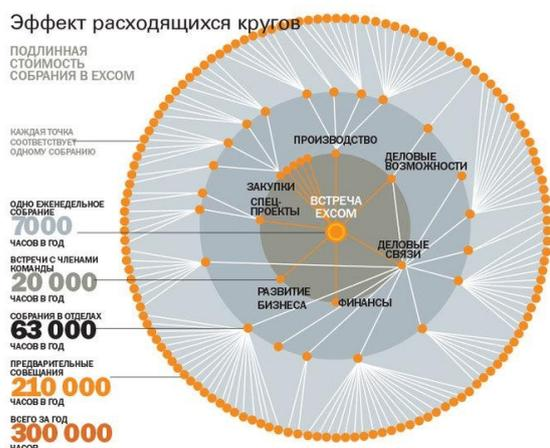 Эффект расходящихся кругов
ПОДЛИННАЯ
СТОИМОСТЬ
СОБРАНИЯ В EXCOM
КАЖДАЯ ТОЧКА
СООТВЕТСТВУЕТ
ОДНОМУ СОБРАНИЮ
ОДНО ЕЖЕНЕДЕЛЬНОЕ
СОБРАНИЕ
7000
ЧАСОВ В ГОД
ВСТРЕЧИ С ЧЛЕНАМИ
КОМАНДЫ
20 000
ЧАСОВ В ГОД
СОБРАНИЯ В ОТДЕЛАХ
63 000
ЧАСОВ В ГОД
ПРЕДВАРИТЕЛЬНЫЕ
СОВЕЩАНИЯ
210 000
ЧАСОВ В ГОД
ВСЕГО ЗА ГОД
300 000
ЧАСОВ
ПРОИЗВОДСТВО
ДЕЛОВЫЕ
ВОЗМОЖНОСТИ
ЗАКУПКИ
СПЕЦ-
ПРОЕКТЫ
ВСТРЕЧА
EXCOM
ДЕЛОВЫЕ
СВЯЗИ
РАЗВИТИЕ
БИЗНЕСА
ФИНАНСЫ